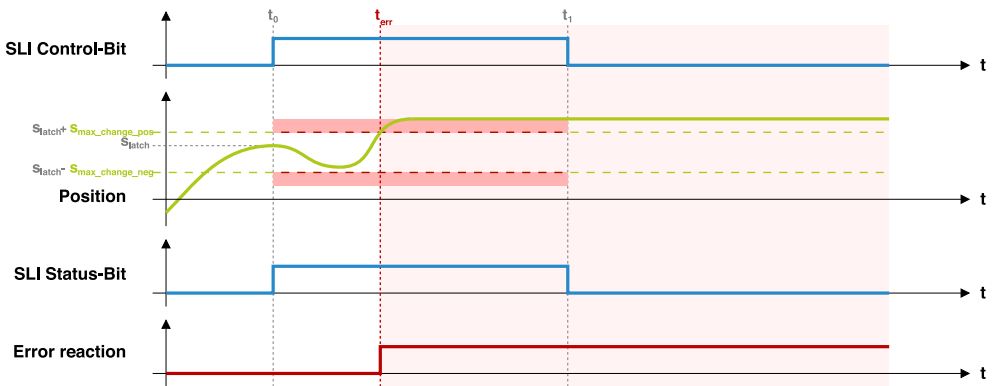 t0 terr t1
SLI Control-Bit
t
slatch+ smax_change_pos
slatch
slatch- smax_change_neg
Position
t
SLI Status-Bit
t
Error reaction
t